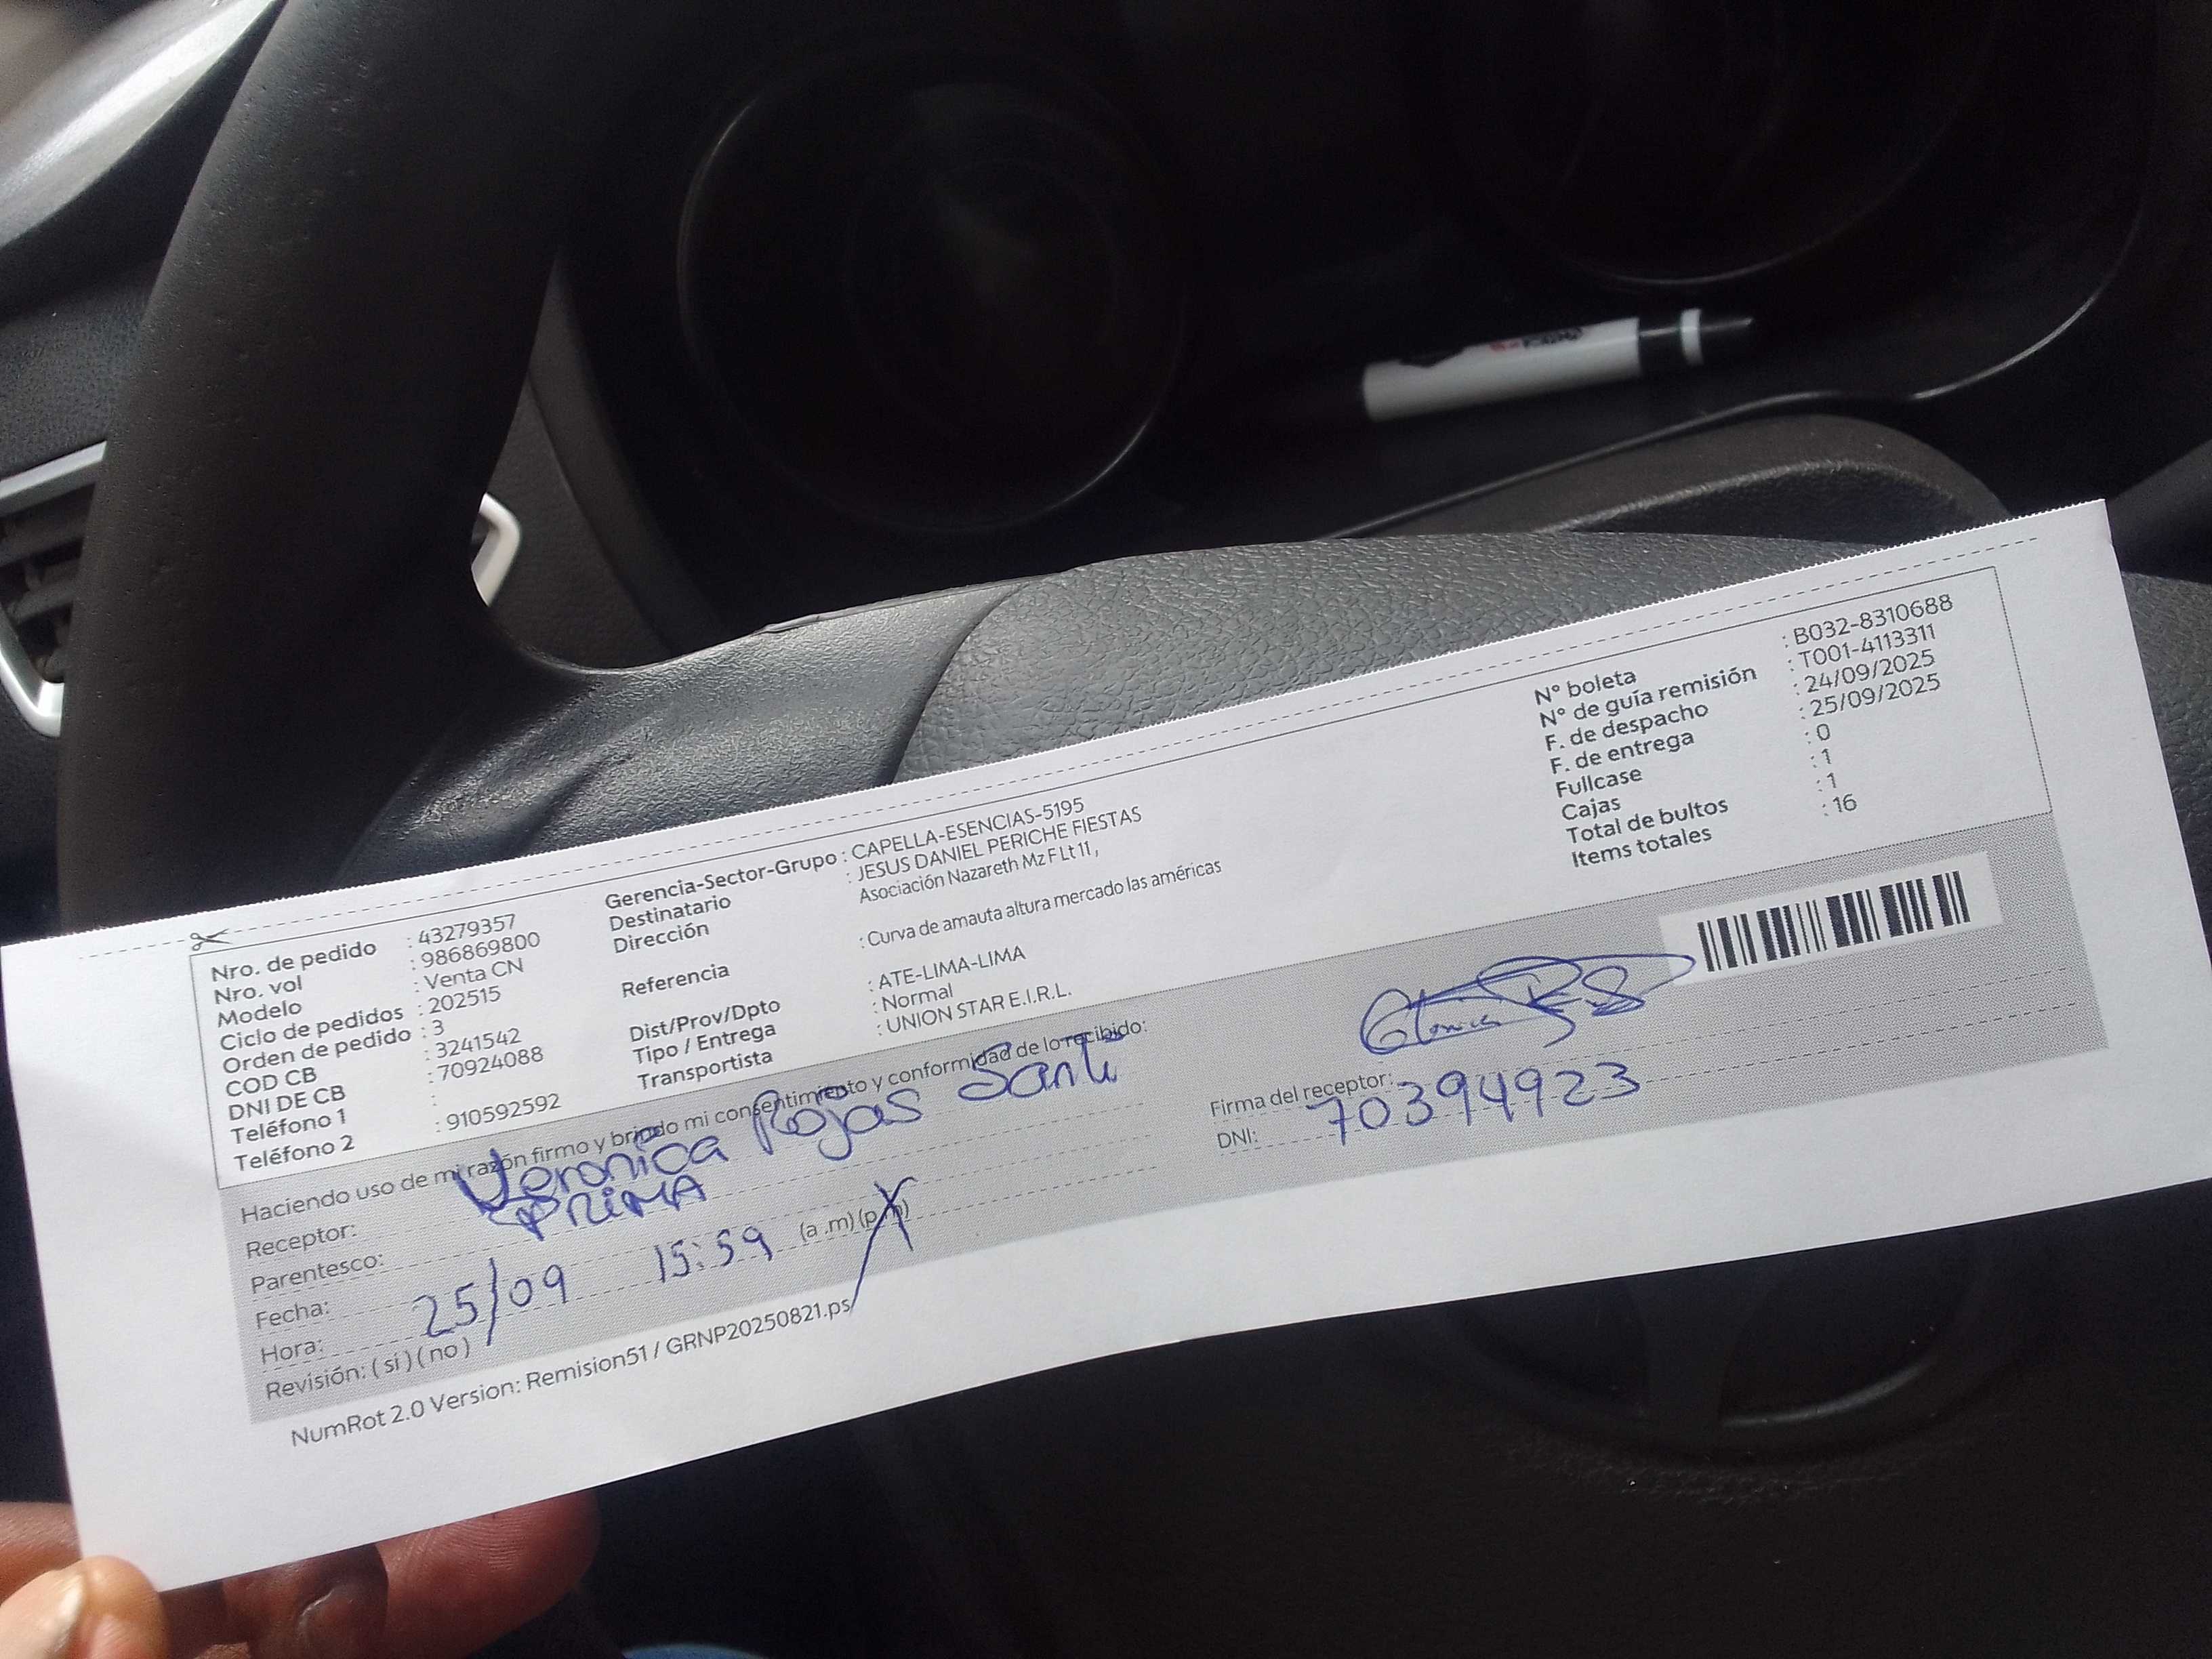 Nro. de pedido : 43279357
Nro. vol : 986869800
Modelo : Venta CN
Ciclo de pedidos : 202515
Orden de pedido : 3
COD CB : 3241542
DNI DE CB : 70924088
Teléfono 1 :
Teléfono 2 : 910592592
Gerencia-Sector-Grupo : CAPELLA-ESENCIAS-5195
Destinatario : JESUS DANIEL PERICHE FIESTAS
Dirección Asociación Nazareth Mz F Lt 11 ,
Referencia : Curva de amauta altura mercado las américas
Dist/Prov/Dpto : ATE-LIMA-LIMA
Tipo / Entrega : Normal
Transportista : UNION STAR E.I.R.L.
N° boleta : B032-8310688
N° de guía remisión : T001-4113311
F. de despacho : 24/09/2025
F. de entrega : 25/09/2025
Fullcase : 0
Cajas : 1
Total de bultos : 1
Items totales : 16
Haciendo uso de mi razón firmo y brindo mi consentimiento y conformidad de lo recibido:
Receptor: Veronica Rojas Santi
Parentesco: PRIMA
Fecha: 25/09
Hora: 15:59 (a .m) (p.m)
Revisión: ( si ) ( no )
Firma del receptor:
DNI: 70394923
NumRot 2.0 Version: Remision51 / GRNP20250821.ps